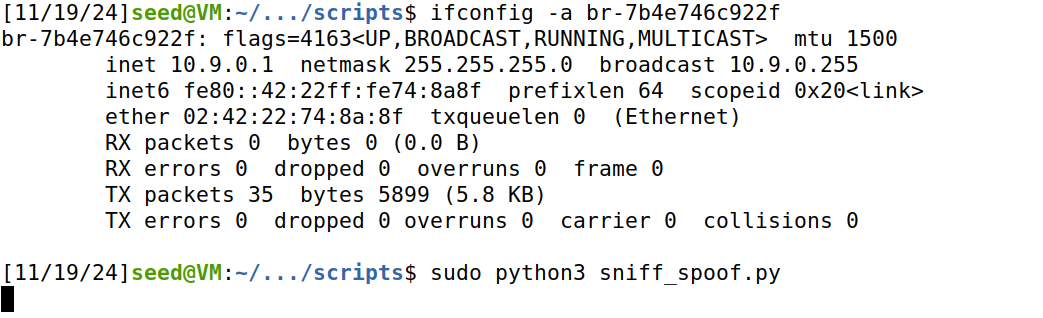 [11/19/24]seed@VM:~/.../scripts$ ifconfig -a br-7b4e746c922f
br-7b4e746c922f: flags=4163<UP,BROADCAST,RUNNING,MULTICAST>  mtu 1500
        inet 10.9.0.1  netmask 255.255.255.0  broadcast 10.9.0.255
        inet6 fe80::42:22ff:fe74:8a8f  prefixlen 64  scopeid 0x20<link>
        ether 02:42:22:74:8a:8f  txqueuelen 0  (Ethernet)
        RX packets 0  bytes 0 (0.0 B)
        RX errors 0  dropped 0  overruns 0  frame 0
        TX packets 35  bytes 5899 (5.8 KB)
        TX errors 0  dropped 0 overruns 0  carrier 0  collisions 0
[11/19/24]seed@VM:~/.../scripts$ sudo python3 sniff_spoof.py